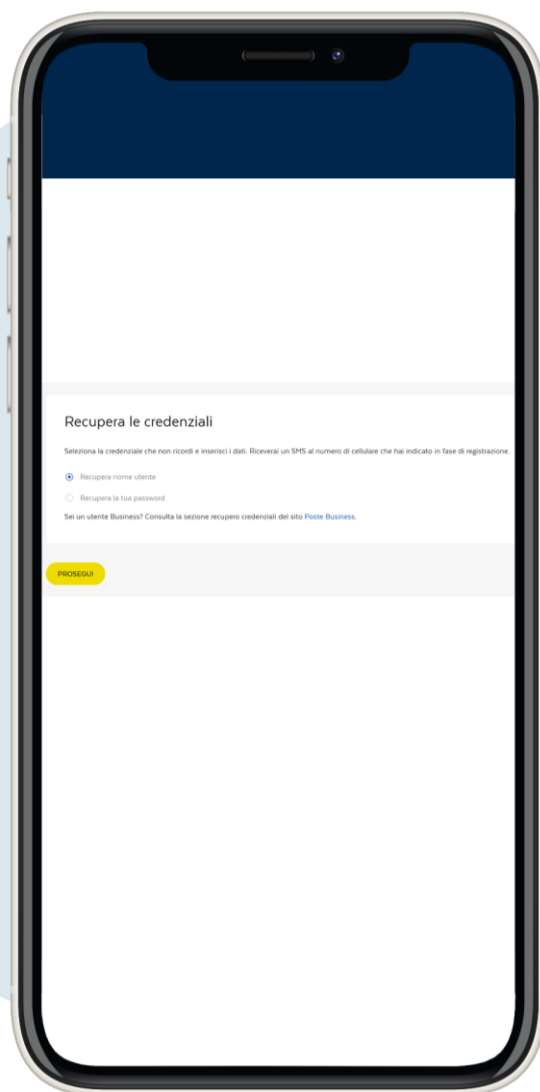 Recupera le credenziali
Seleziona la credenziale che non ricordi e inserisci i dati. Riceverai un SMS al numero di cellulare che hai indicato in fase di registrazione.
Recupera nome utente
Recupera la tua password
Sei un utente Business? Consulta la sezione recupero credenziali del sito Poste Business.
PROSEGUI